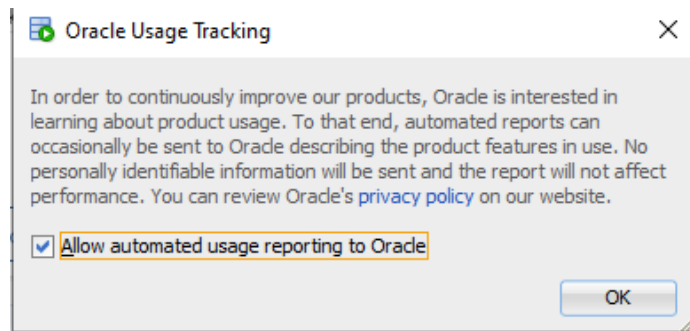 Oracle Usage Tracking
In order to continuously improve our products, Oracle is interested in
learning about product usage. To that end, automated reports can
occasionally be sent to Oracle describing the product features in use. No
personally identifiable information will be sent and the report will not affect
performance. You can review Oracle's privacy policy on our website.
Allow automated usage reporting to Oracle
OK